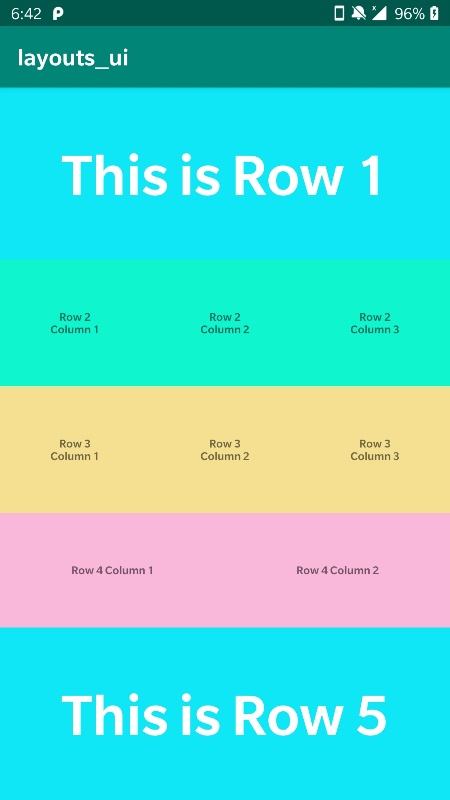 6:42 96%
layouts_ui
This is Row 1
Row 2 Row 2 Row 2
Column 1 Column 2 Column 3
Row 3 Row 3 Row 3
Column 1 Column 2 Column 3
Row 4 Column 1 Row 4 Column 2
This is Row 5